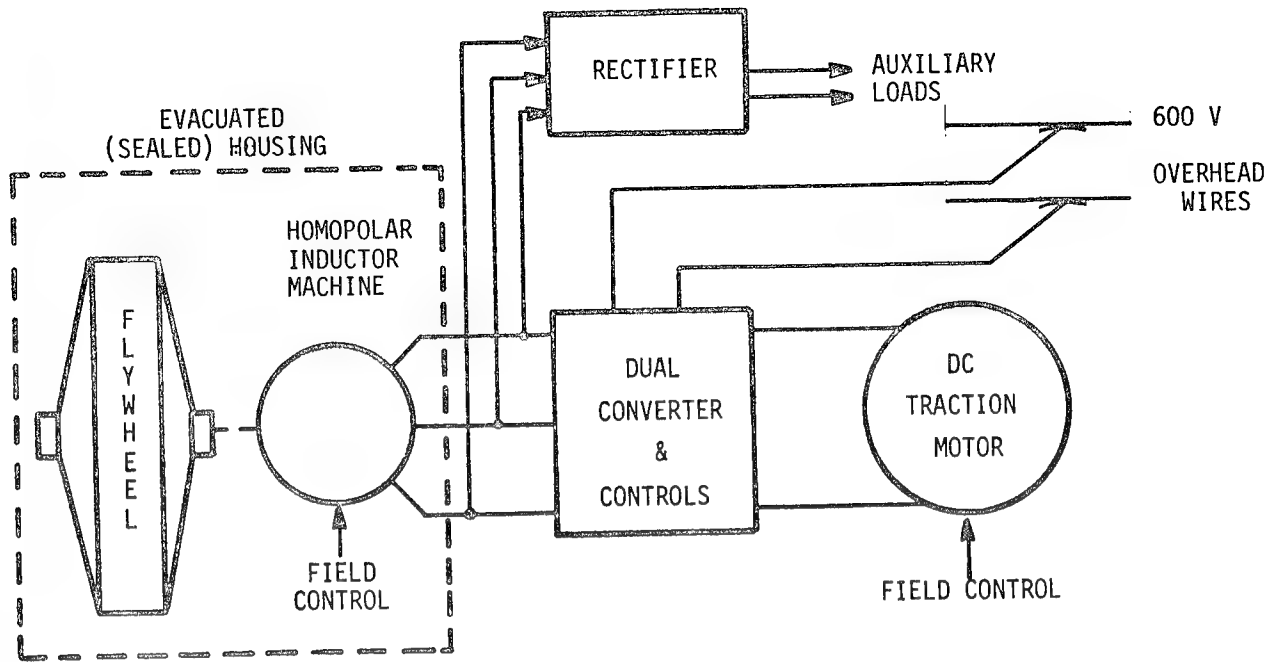 RECTIFIER
AUXILIARY
LOADS
600 V
OVERHEAD
WIRES
EVACUATED
(SEALED) HOUSING
HOMOPOLAR
INDUCTOR
MACHINE
FLYWHEEL
DUAL
CONVERTER
&
CONTROLS
DC
TRACTION
MOTOR
FIELD
CONTROL
FIELD CONTROL